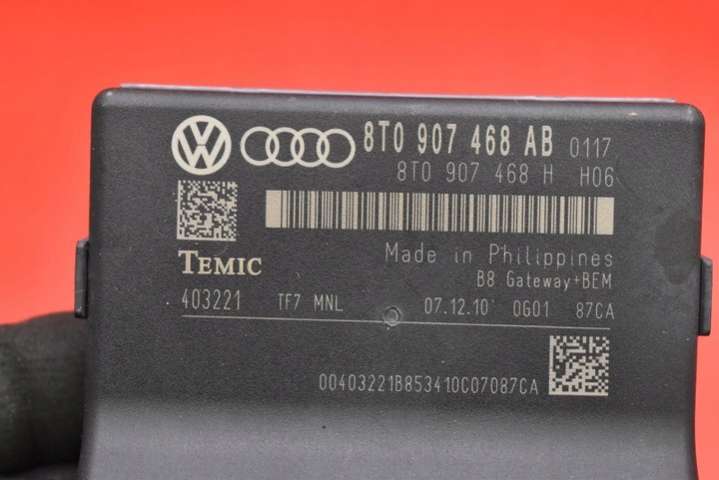 8T0 907 468 AB 0117
8T0 907 468 H H06
TEMIC
Made in Philippines
B8 Gateway+BEM
403221 TF7 MNL 07.12.10 0G01 87CA
00403221B853410C07087CA